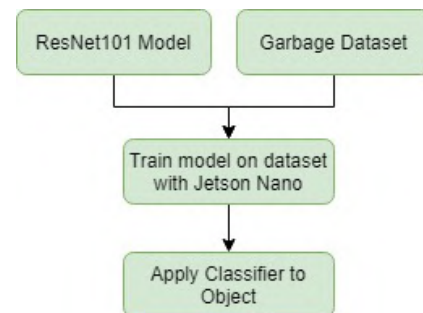 ResNet101 Model
Garbage Dataset
Train model on dataset
with Jetson Nano
Apply Classifier to
Object